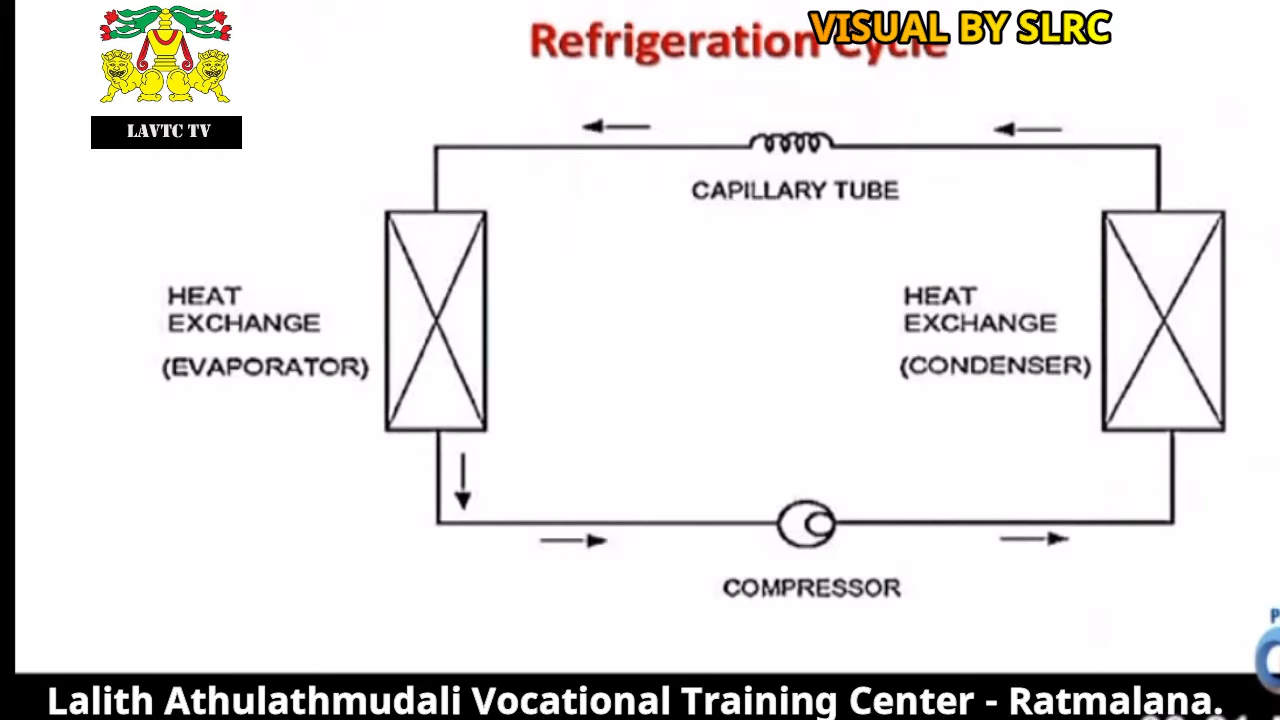 VISUAL BY SLRC
Refrigeration Cycle
LAVTC TV
CAPILLARY TUBE
HEAT
EXCHANGE
(EVAPORATOR)
HEAT
EXCHANGE
(CONDENSER)
COMPRESSOR
Lalith Athulathmudali Vocational Training Center - Ratmalana.